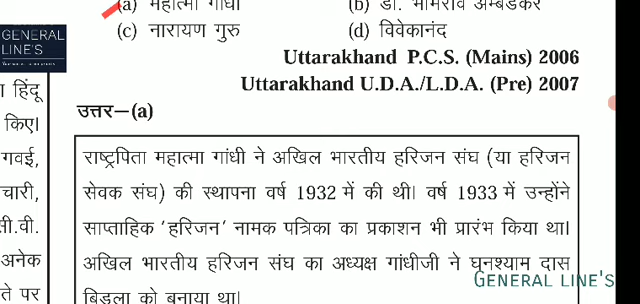 (a) महात्मा गांधी (b) डॉ. भीमराव अम्बेडकर
(c) नारायण गुरु (d) विवेकानंद
GENERAL
LINE'S
Uttarakhand P.C.S. (Mains) 2006
Uttarakhand U.D.A./L.D.A. (Pre) 2007
हिंदू
किए।
गवई,
चारी,
सी.वी.
अनेक
ते पर
उत्तर—(a)
राष्ट्रपिता महात्मा गांधी ने अखिल भारतीय हरिजन संघ (या हरिजन
सेवक संघ) की स्थापना वर्ष 1932 में की थी। वर्ष 1933 में उन्होंने
साप्ताहिक 'हरिजन' नामक पत्रिका का प्रकाशन भी प्रारंभ किया था।
अखिल भारतीय हरिजन संघ का अध्यक्ष गांधीजी ने घनश्याम दास
बिड़ला को बनाया था।
GENERAL LINE'S